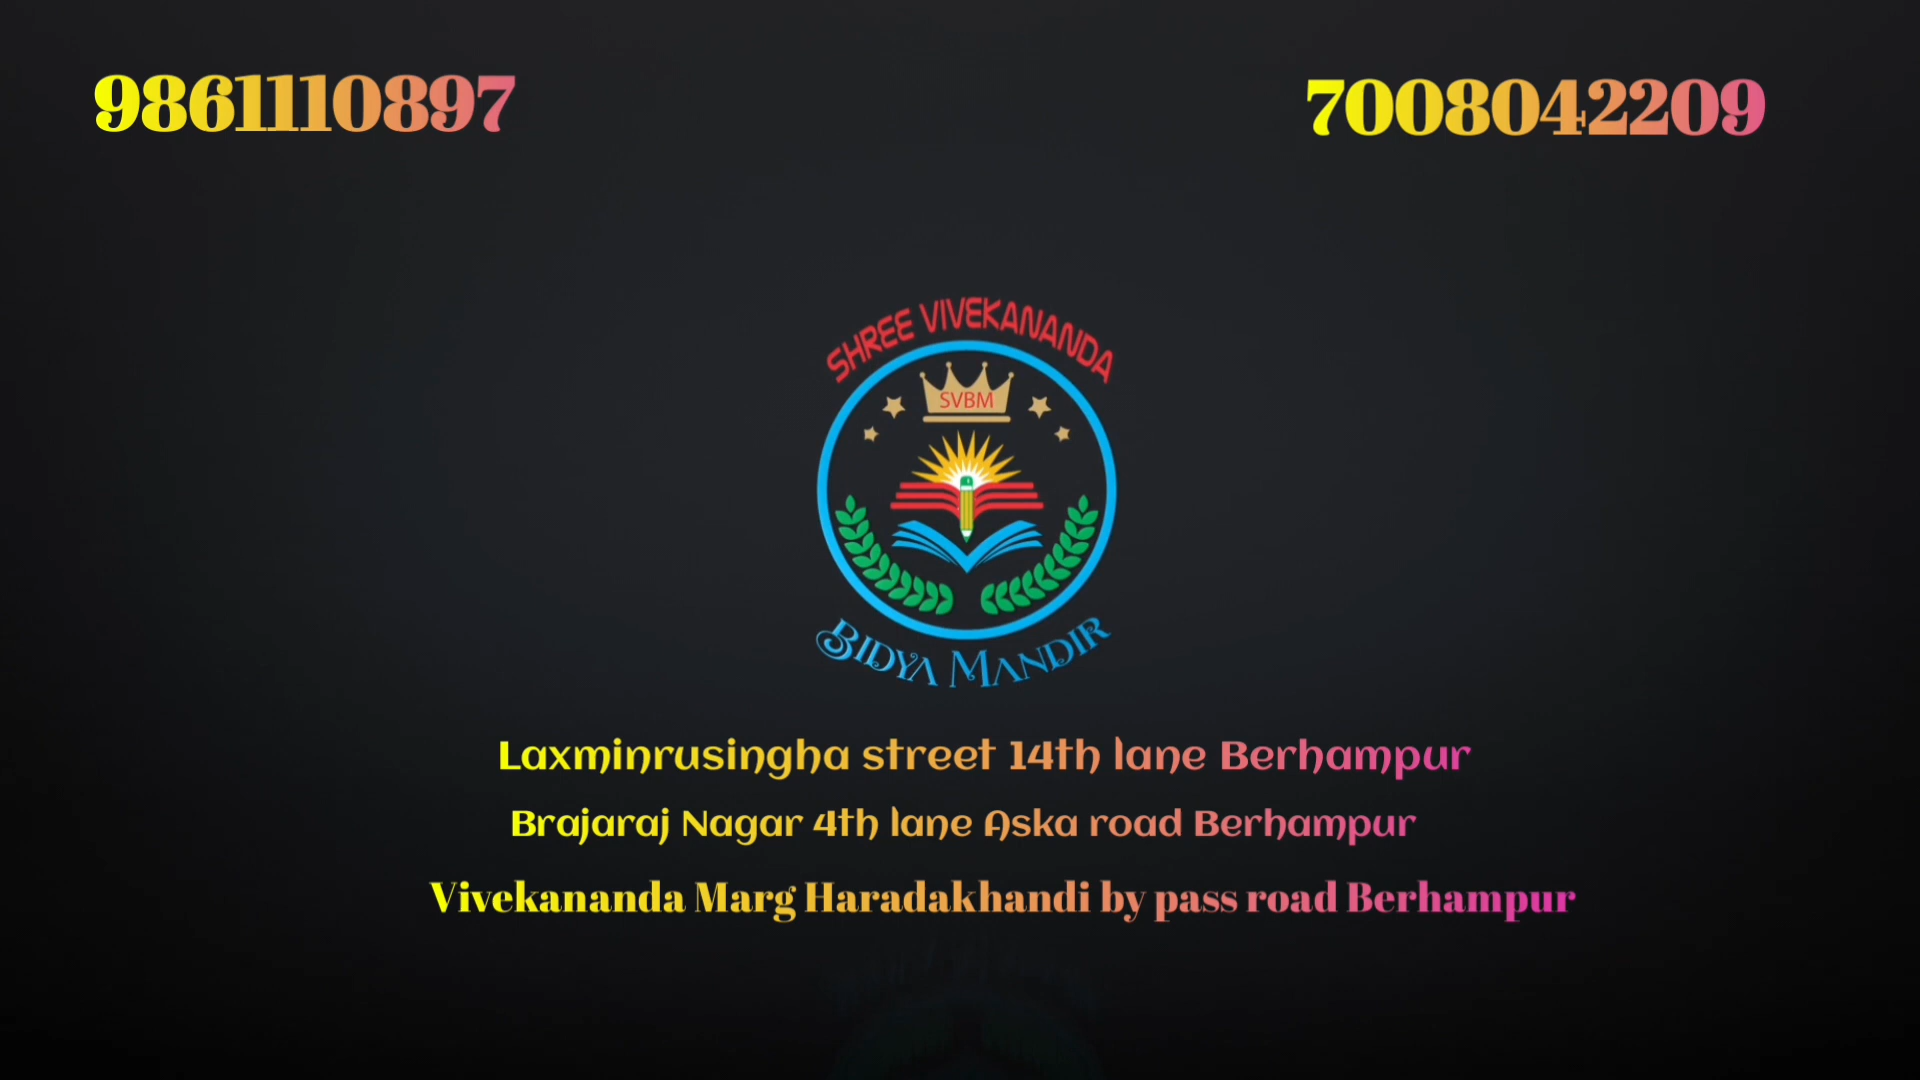 9861110897
7008042209
SHREE VIVEKANANDA
SVBM
BIDYA MANDIR
Laxminrusingha street 14th lane Berhampur
Brajaraj Nagar 4th lane Aska road Berhampur
Vivekananda Marg Haradakhandi by pass road Berhampur